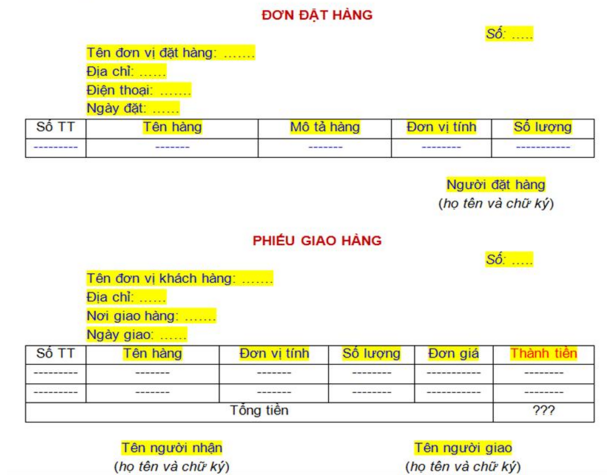 ĐƠN ĐẶT HÀNG
Số: .....
Tên đơn vị đặt hàng: .......
Địa chỉ: ......
Điện thoại: .......
Ngày đặt: ......
Số TT Tên hàng Mô tả hàng Đơn vị tính Số lượng
--------- ------- ------- ------- -----------
Người đặt hàng
(họ tên và chữ ký)
PHIẾU GIAO HÀNG
Số: .....
Tên đơn vị khách hàng: .......
Địa chỉ: ......
Nơi giao hàng: .......
Ngày giao: ......
Số TT Tên hàng Đơn vị tính Số lượng Đơn giá Thành tiền
--------- ------- ------- ------- ----------- --------
--------- ------- ------- ------- ----------- --------
Tổng tiền ???
Tên người nhận Tên người giao
(họ tên và chữ ký) (họ tên và chữ ký)